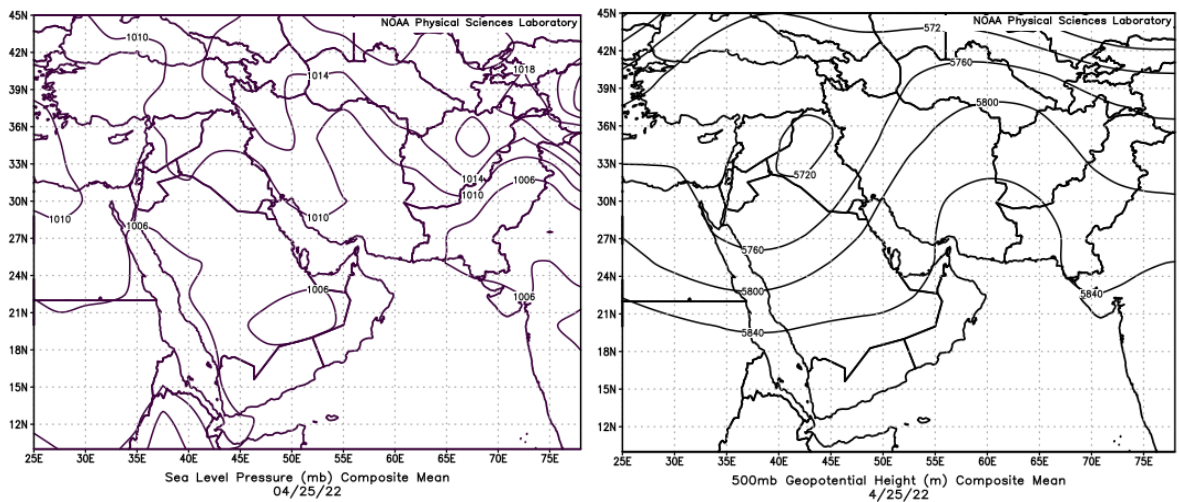 NOAA Physical Sciences Laboratory
45N
42N
39N
36N
33N
30N
27N
24N
21N
18N
15N
12N
1010
1014
1018
1014
1010
1006
1010
1010
1006
1006
1006
1006
25E
30E
35E
40E
45E
50E
55E
60E
65E
70E
75E
Sea Level Pressure (mb) Composite Mean
04/25/22
NOAA Physical Sciences Laboratory
45N
42N
39N
36N
33N
30N
27N
24N
21N
18N
15N
12N
572
5760
5800
5720
5760
5800
5840
5840
25E
30E
35E
40E
45E
50E
55E
60E
65E
70E
75E
500mb Geopotential Height (m) Composite Mean
4/25/22